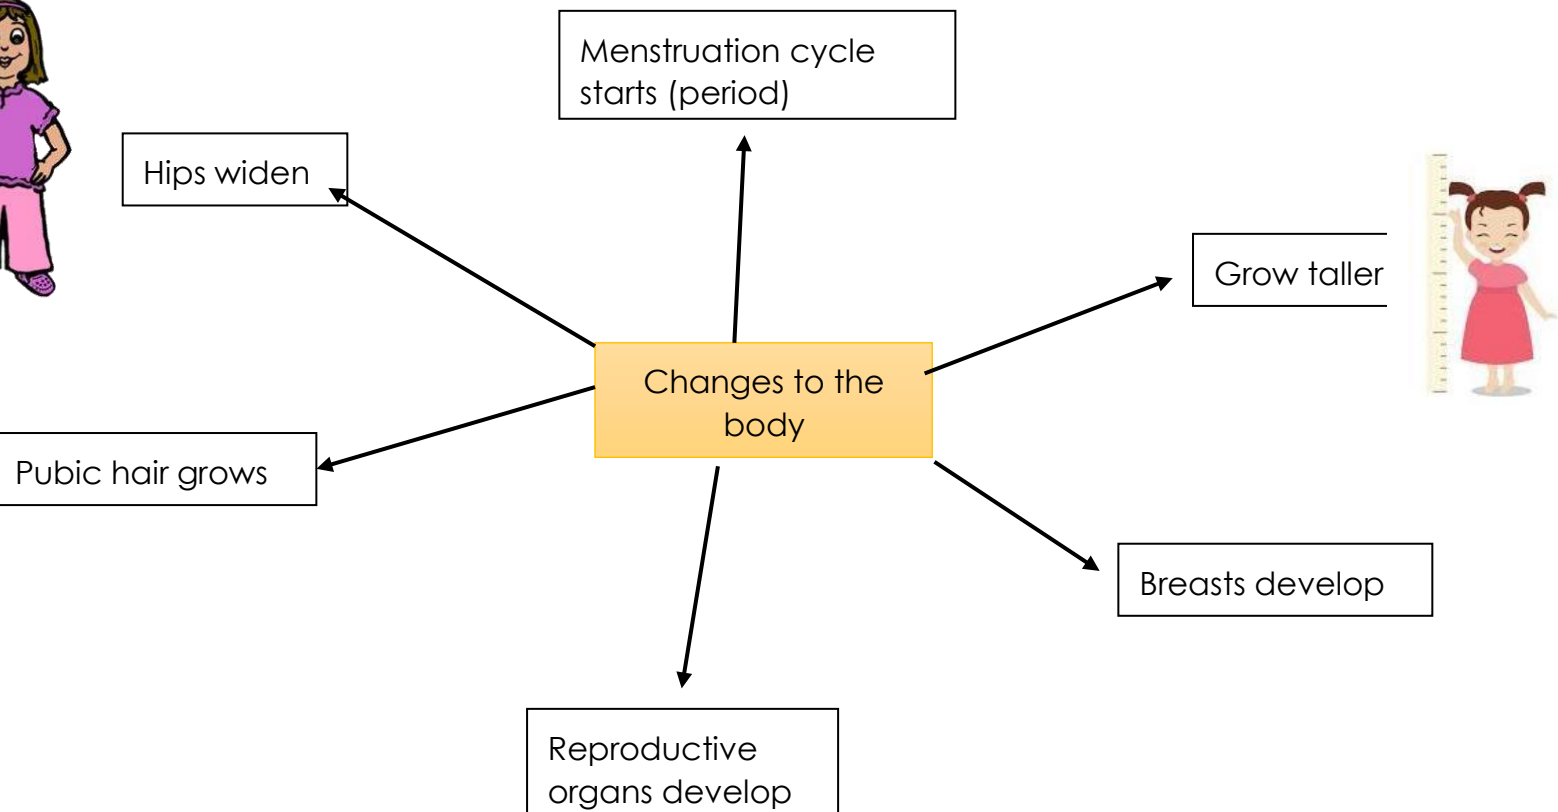 Menstruation cycle
starts (period)
Hips widen
Grow taller
Changes to the
body
Pubic hair grows
Breasts develop
Reproductive
organs develop